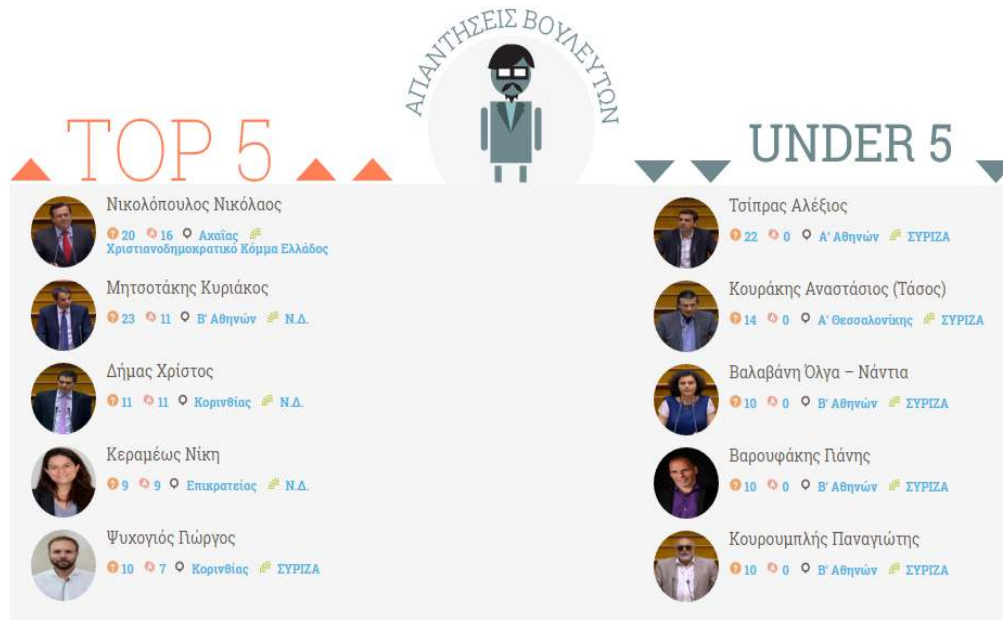 ΑΠΑΝΤΗΣΕΙΣ ΒΟΥΛΕΥΤΩΝ
TOP 5
Νικολόπουλος Νικόλαος
20 16 Αχαΐας
Χριστιανοδημοκρατικό Κόμμα Ελλάδος
Μητσοτάκης Κυριάκος
23 11 Β' Αθηνών Ν.Δ.
Δήμας Χρίστος
11 11 Κορινθίας Ν.Δ.
Κεραμέως Νίκη
9 9 Επικρατείας Ν.Δ.
Ψυχογιός Γιώργος
10 7 Κορινθίας ΣΥΡΙΖΑ
UNDER 5
Τσίπρας Αλέξιος
22 0 Α' Αθηνών ΣΥΡΙΖΑ
Κουράκης Αναστάσιος (Τάσος)
14 0 Α' Θεσσαλονίκης ΣΥΡΙΖΑ
Βαλαβάνη Όλγα – Νάντια
10 0 Β' Αθηνών ΣΥΡΙΖΑ
Βαρουφάκης Γιάνης
10 0 Β' Αθηνών ΣΥΡΙΖΑ
Κουρουμπλής Παναγιώτης
10 0 Β' Αθηνών ΣΥΡΙΖΑ